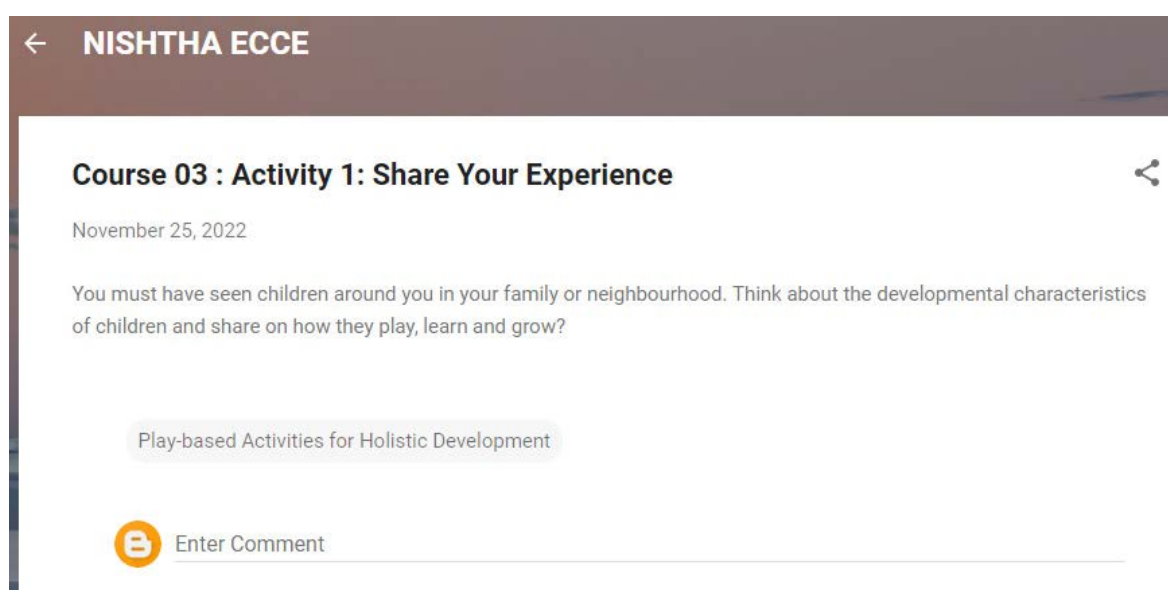 NISHTHA ECCE
Course 03 : Activity 1: Share Your Experience
November 25, 2022
You must have seen children around you in your family or neighbourhood. Think about the developmental characteristics
of children and share on how they play, learn and grow?
Play-based Activities for Holistic Development
Enter Comment